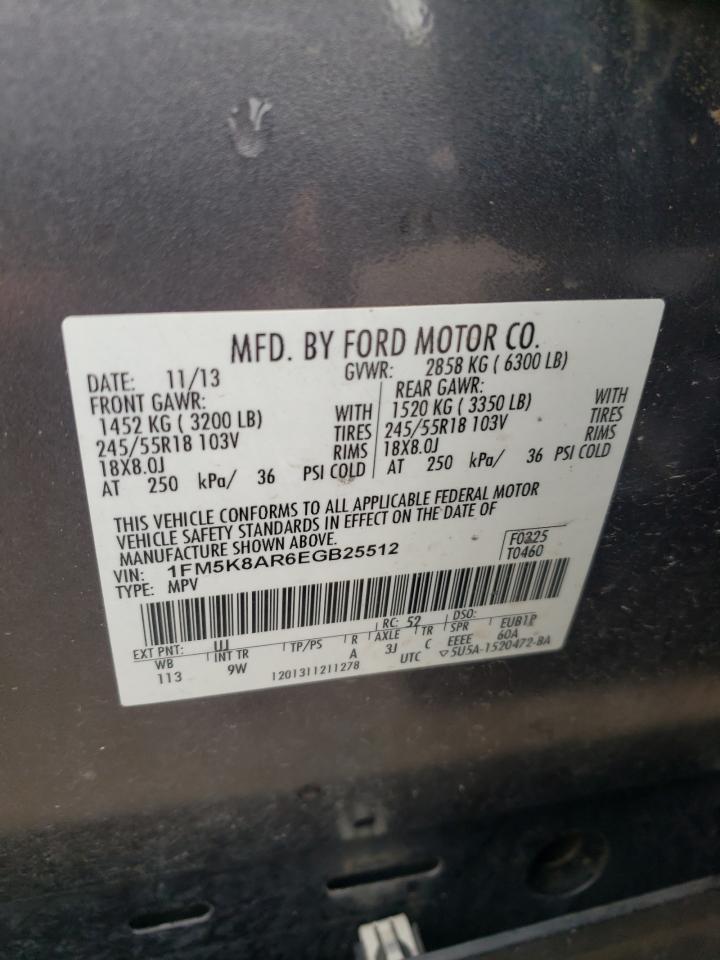 MFD. BY FORD MOTOR CO.
DATE: 11/13 GVWR: 2858 KG ( 6300 LB)
FRONT GAWR: REAR GAWR:
1452 KG ( 3200 LB) WITH 1520 KG ( 3350 LB) WITH
245/55R18 103V TIRES 245/55R18 103V TIRES
18X8.0J RIMS 18X8.0J RIMS
AT 250 kPa/ 36 PSI COLD AT 250 kPa/ 36 PSI COLD
THIS VEHICLE CONFORMS TO ALL APPLICABLE FEDERAL MOTOR
VEHICLE SAFETY STANDARDS IN EFFECT ON THE DATE OF
MANUFACTURE SHOWN ABOVE.
VIN: 1FM5K8AR6EGB25512 F0325
TYPE: MPV T0460
EXT PNT: UJ RC: 52 DSO:
WB INT TR TP/PS R AXLE TR SPR EUB1P
113 9W A 3J C EEEE 60A
1201311211278 UTC ▽5U5A-1520472-BA